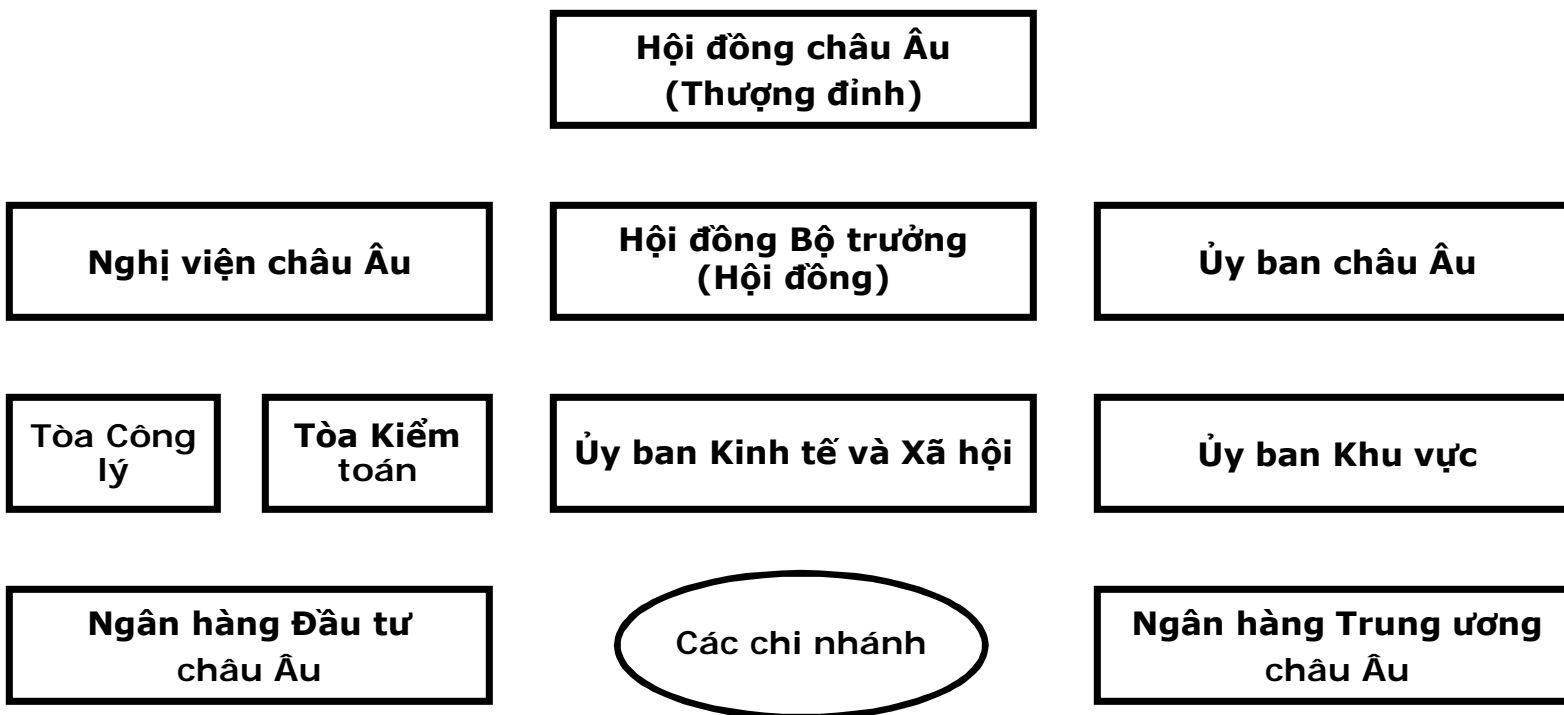 Hội đồng châu Âu
(Thượng đỉnh)
Nghị viện châu Âu
Hội đồng Bộ trưởng
(Hội đồng)
Ủy ban châu Âu
Tòa Công
lý
Tòa Kiểm
toán
Ủy ban Kinh tế và Xã hội
Ủy ban Khu vực
Ngân hàng Đầu tư
châu Âu
Các chi nhánh
Ngân hàng Trung ương
châu Âu